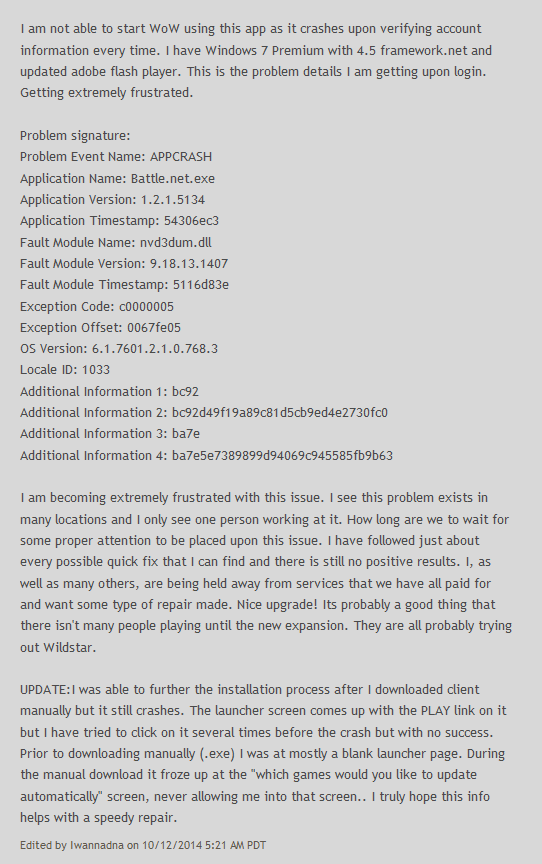 I am not able to start WoW using this app as it crashes upon verifying account
information every time. I have Windows 7 Premium with 4.5 framework.net and
updated adobe flash player. This is the problem details I am getting upon login.
Getting extremely frustrated.
Problem signature:
Problem Event Name: APPCRASH
Application Name: Battle.net.exe
Application Version: 1.2.1.5134
Application Timestamp: 54306ec3
Fault Module Name: nvd3dum.dll
Fault Module Version: 9.18.13.1407
Fault Module Timestamp: 5116d83e
Exception Code: c0000005
Exception Offset: 0067fe05
OS Version: 6.1.7601.2.1.0.768.3
Locale ID: 1033
Additional Information 1: bc92
Additional Information 2: bc92d49f19a89c81d5cb9ed4e2730fc0
Additional Information 3: ba7e
Additional Information 4: ba7e5e7389899d94069c945585fb9b63
I am becoming extremely frustrated with this issue. I see this problem exists in
many locations and I only see one person working at it. How long are we to wait for
some proper attention to be placed upon this issue. I have followed just about
every possible quick fix that I can find and there is still no positive results. I, as
well as many others, are being held away from services that we have all paid for
and want some type of repair made. Nice upgrade! Its probably a good thing that
there isn't many people playing until the new expansion. They are all probably trying
out Wildstar.
UPDATE:I was able to further the installation process after I downloaded client
manually but it still crashes. The launcher screen comes up with the PLAY link on it
but I have tried to click on it several times before the crash but with no success.
Prior to downloading manually (.exe) I was at mostly a blank launcher page. During
the manual download it froze up at the "which games would you like to update
automatically" screen, never allowing me into that screen.. I truly hope this info
helps with a speedy repair.
Edited by Iwannadna on 10/12/2014 5:21 AM PDT